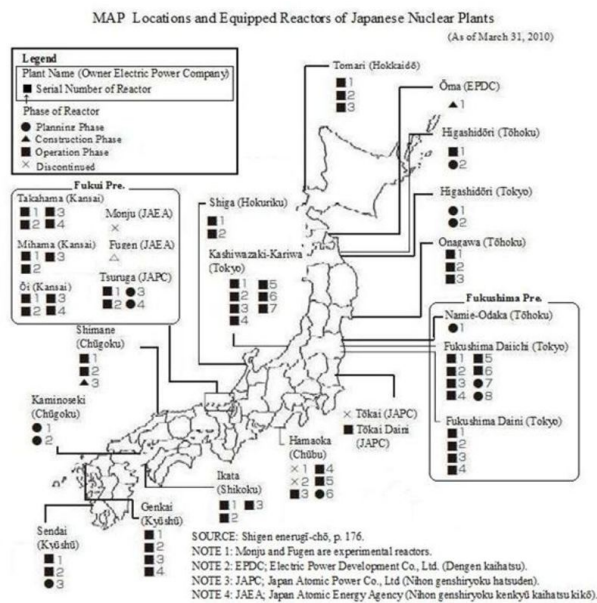 MAP Locations and Equipped Reactors of Japanese Nuclear Plants
(As of March 31, 2010)
Legend
Plant Name (Owner Electric Power Company)
■ Serial Number of Reactor
↑
Phase of Reactor
● Planning Phase
▲ Construction Phase
■ Operation Phase
× Discontinued
Tomari (Hokkaidō)
■ 1
■ 2
■ 3
Ōma (EPDC)
▲ 1
Higashidōri (Tōhoku)
■ 1
● 2
Higashidōri (Tokyo)
● 1
● 2
Onagawa (Tōhoku)
■ 1
■ 2
■ 3
Fukui Pre.
Takahama (Kansai)
■ 1 ■ 3
■ 2 ■ 4
Monju (JAEA)
×
Mihama (Kansai)
■ 1 ■ 3
■ 2
Fugen (JAEA)
△
Ōi (Kansai)
■ 1 ■ 3
■ 2 ■ 4
Tsuruga (JAPC)
■ 1 ● 3
■ 2 ● 4
Shiga (Hokuriku)
■ 1
■ 2
Kashiwazaki-Kariwa
(Tokyo)
■ 1 ■ 5
■ 2 ■ 6
■ 3 ■ 7
■ 4
Fukushima Pre.
Namie-Odaka (Tōhoku)
● 1
Fukushima Daiichi (Tokyo)
■ 1 ■ 5
■ 2 ■ 6
■ 3 ● 7
■ 4 ● 8
Fukushima Daini (Tokyo)
■ 1
■ 2
■ 3
■ 4
Shimane
(Chūgoku)
■ 1
■ 2
▲ 3
Kaminoseki
(Chūgoku)
● 1
● 2
× Tōkai (JAPC)
■ Tōkai Daini
(JAPC)
Hamaoka
(Chūbu)
× 1 ■ 4
× 2 ■ 5
■ 3 ● 6
Ikata
(Shikoku)
■ 1 ■ 3
■ 2
Genkai
(Kyūshū)
■ 1
■ 2
■ 3
■ 4
Sendai
(Kyūshū)
■ 1
■ 2
● 3
SOURCE: Shigen enerugī-chō, p. 176.
NOTE 1: Monju and Fugen are experimental reactors.
NOTE 2: EPDC; Electric Power Development Co., Ltd. (Dengen kaihatsu).
NOTE 3: JAPC; Japan Atomic Power Co., Ltd (Nihon genshiryoku hatsuden).
NOTE 4: JAEA; Japan Atomic Energy Agency (Nihon genshiryoku kenkyū kaihatsu kikō).